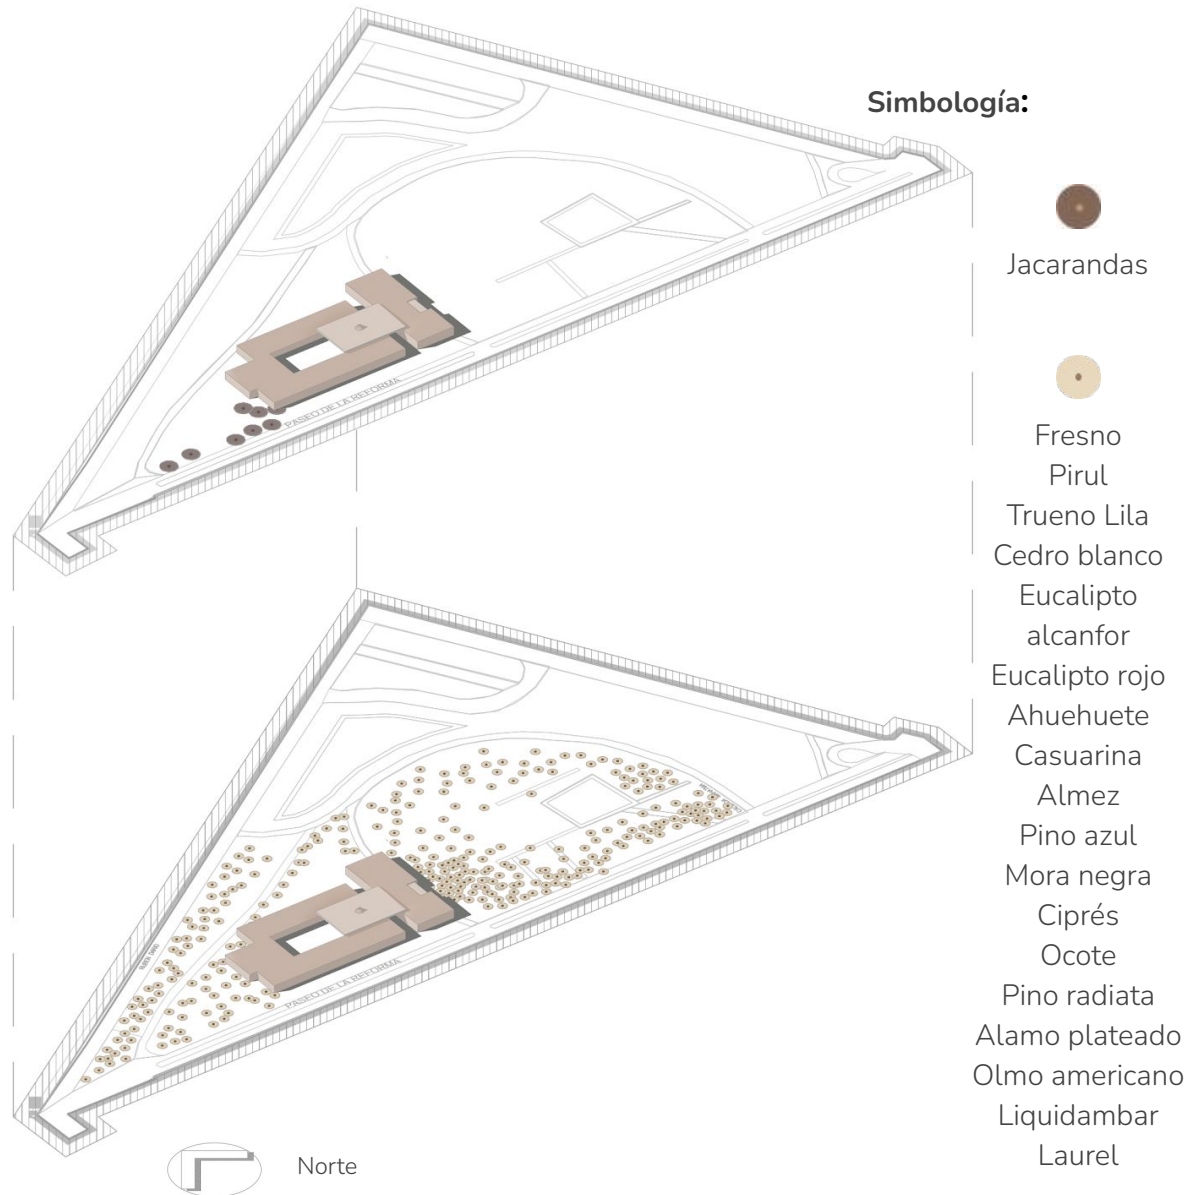 Simbología:
Jacarandas
PASEO DE LA REFORMA
Fresno
Pirul
Trueno Lila
Cedro blanco
Eucalipto
alcanfor
Eucalipto rojo
Ahuehuete
Casuarina
Almez
Pino azul
Mora negra
Ciprés
Ocote
Pino radiata
Alamo plateado
Olmo americano
Liquidambar
Laurel
PASEO DE LA REFORMA
Norte